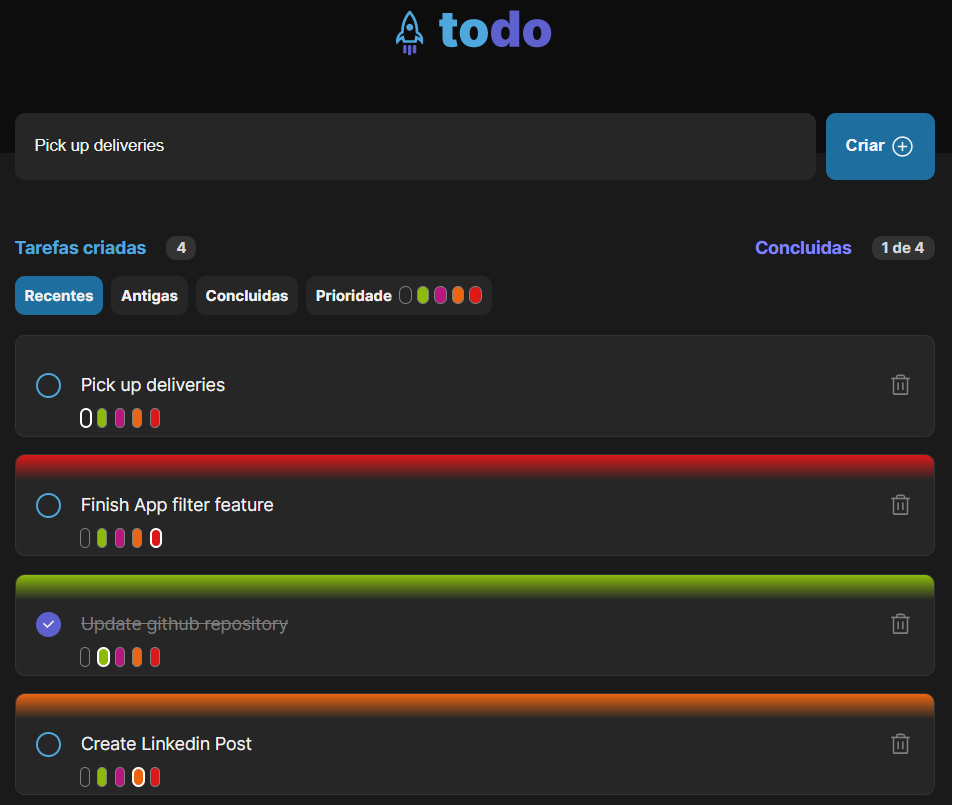 todo
Pick up deliveries
Criar
Tarefas criadas 4
Concluidas 1 de 4
Recentes Antigas Concluidas Prioridade
Pick up deliveries
Finish App filter feature
Update github repository
Create Linkedin Post